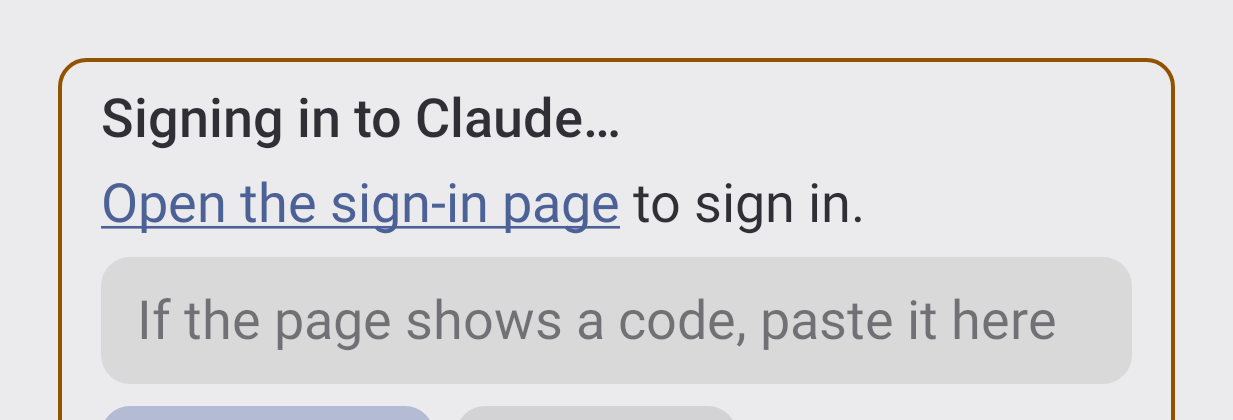 Signing in to Claude…
Open the sign-in page to sign in.
If the page shows a code, paste it here